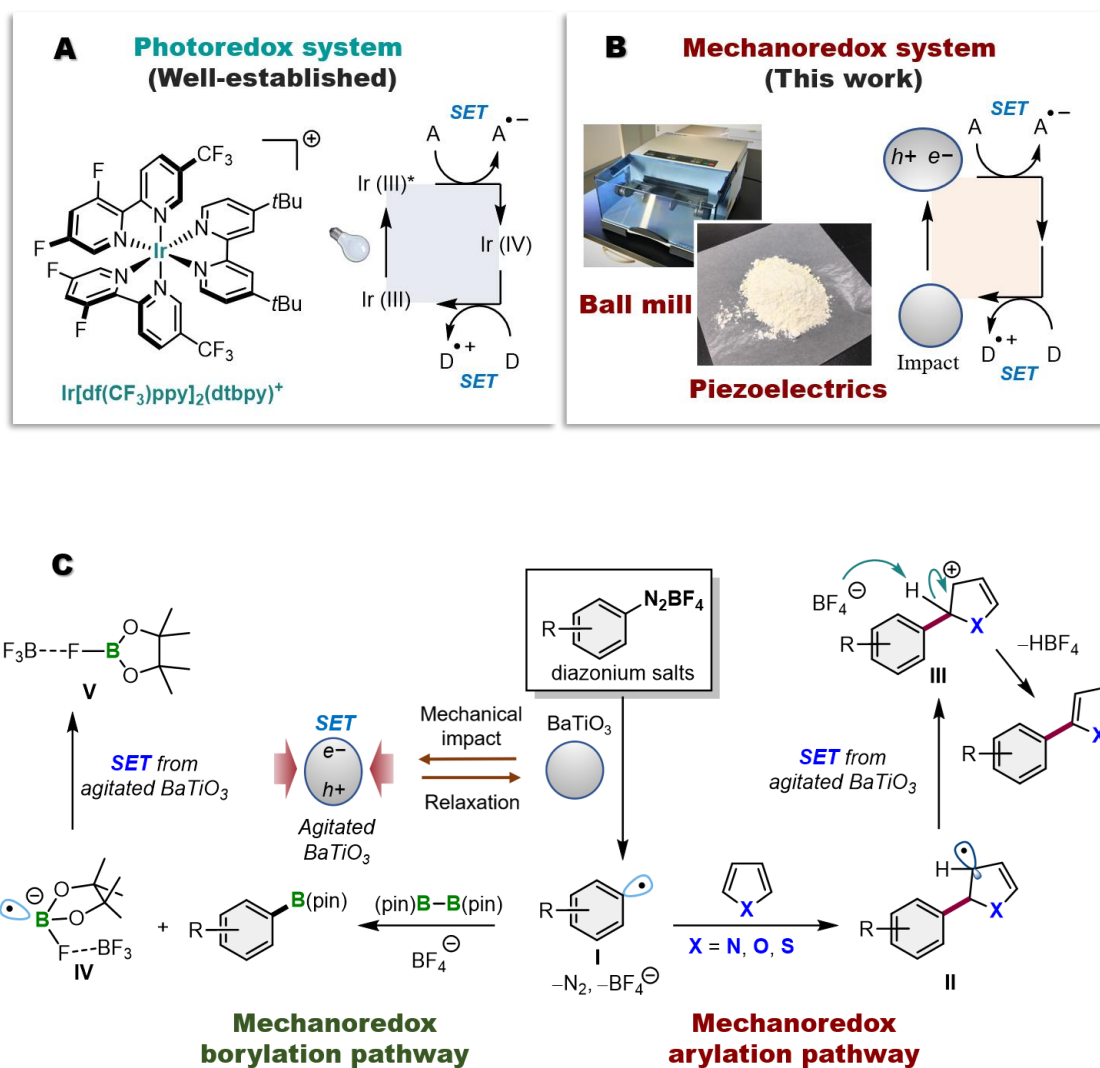 A
Photoredox system
(Well-established)
SET
A
A•−
Ir (III)*
Ir (IV)
Ir (III)
D•+
D
SET
⊕
CF3
F
tBu
N
N
N
F
Ir
F
N
N
N
tBu
F
CF3
Ir[df(CF3)ppy]2(dtbpy)+
B
Mechanoredox system
(This work)
Ball mill
Piezoelectrics
SET
A
A•−
h+ e−
Impact
D•+
D
SET
C
N2BF4
R
diazonium salts
F3B---F—B
O
O
V
SET from
agitated BaTiO3
SET
e−
h+
Agitated
BaTiO3
Mechanical
impact
Relaxation
BaTiO3
BF4⊖
H
⊕
X
R
III
−HBF4
R
X
SET from
agitated BaTiO3
•
⊖
B
O
O
F---BF3
IV
+
R
B(pin)
(pin)B–B(pin)
BF4⊖
R
•
I
−N2, −BF4⊖
X
X = N, O, S
H
•
X
R
II
Mechanoredox
borylation pathway
Mechanoredox
arylation pathway